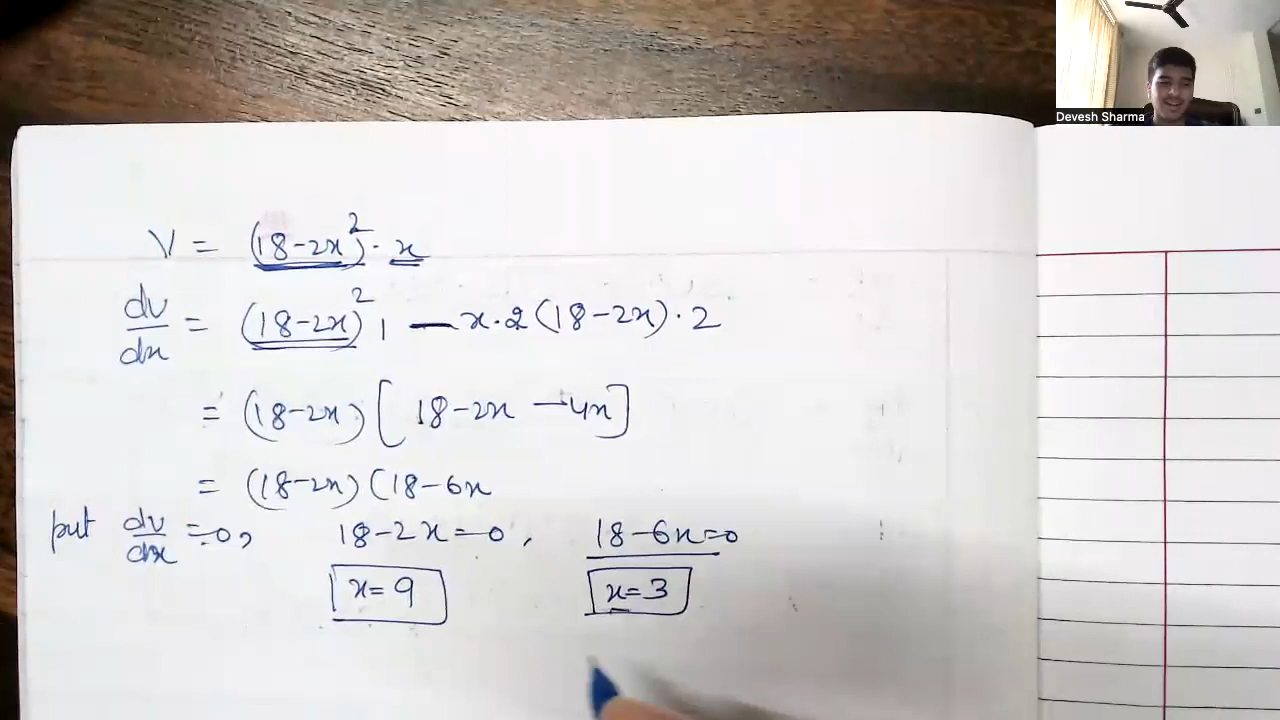 Devesh Sharma
V = (18-2x)² · x
dv/dx = (18-2x)² 1 - x·2(18-2x)·2
= (18-2x) [18-2x -4x]
= (18-2x) (18-6x
put dv/dx = 0, 18-2x=0, 18-6x=0
x=9 x=3